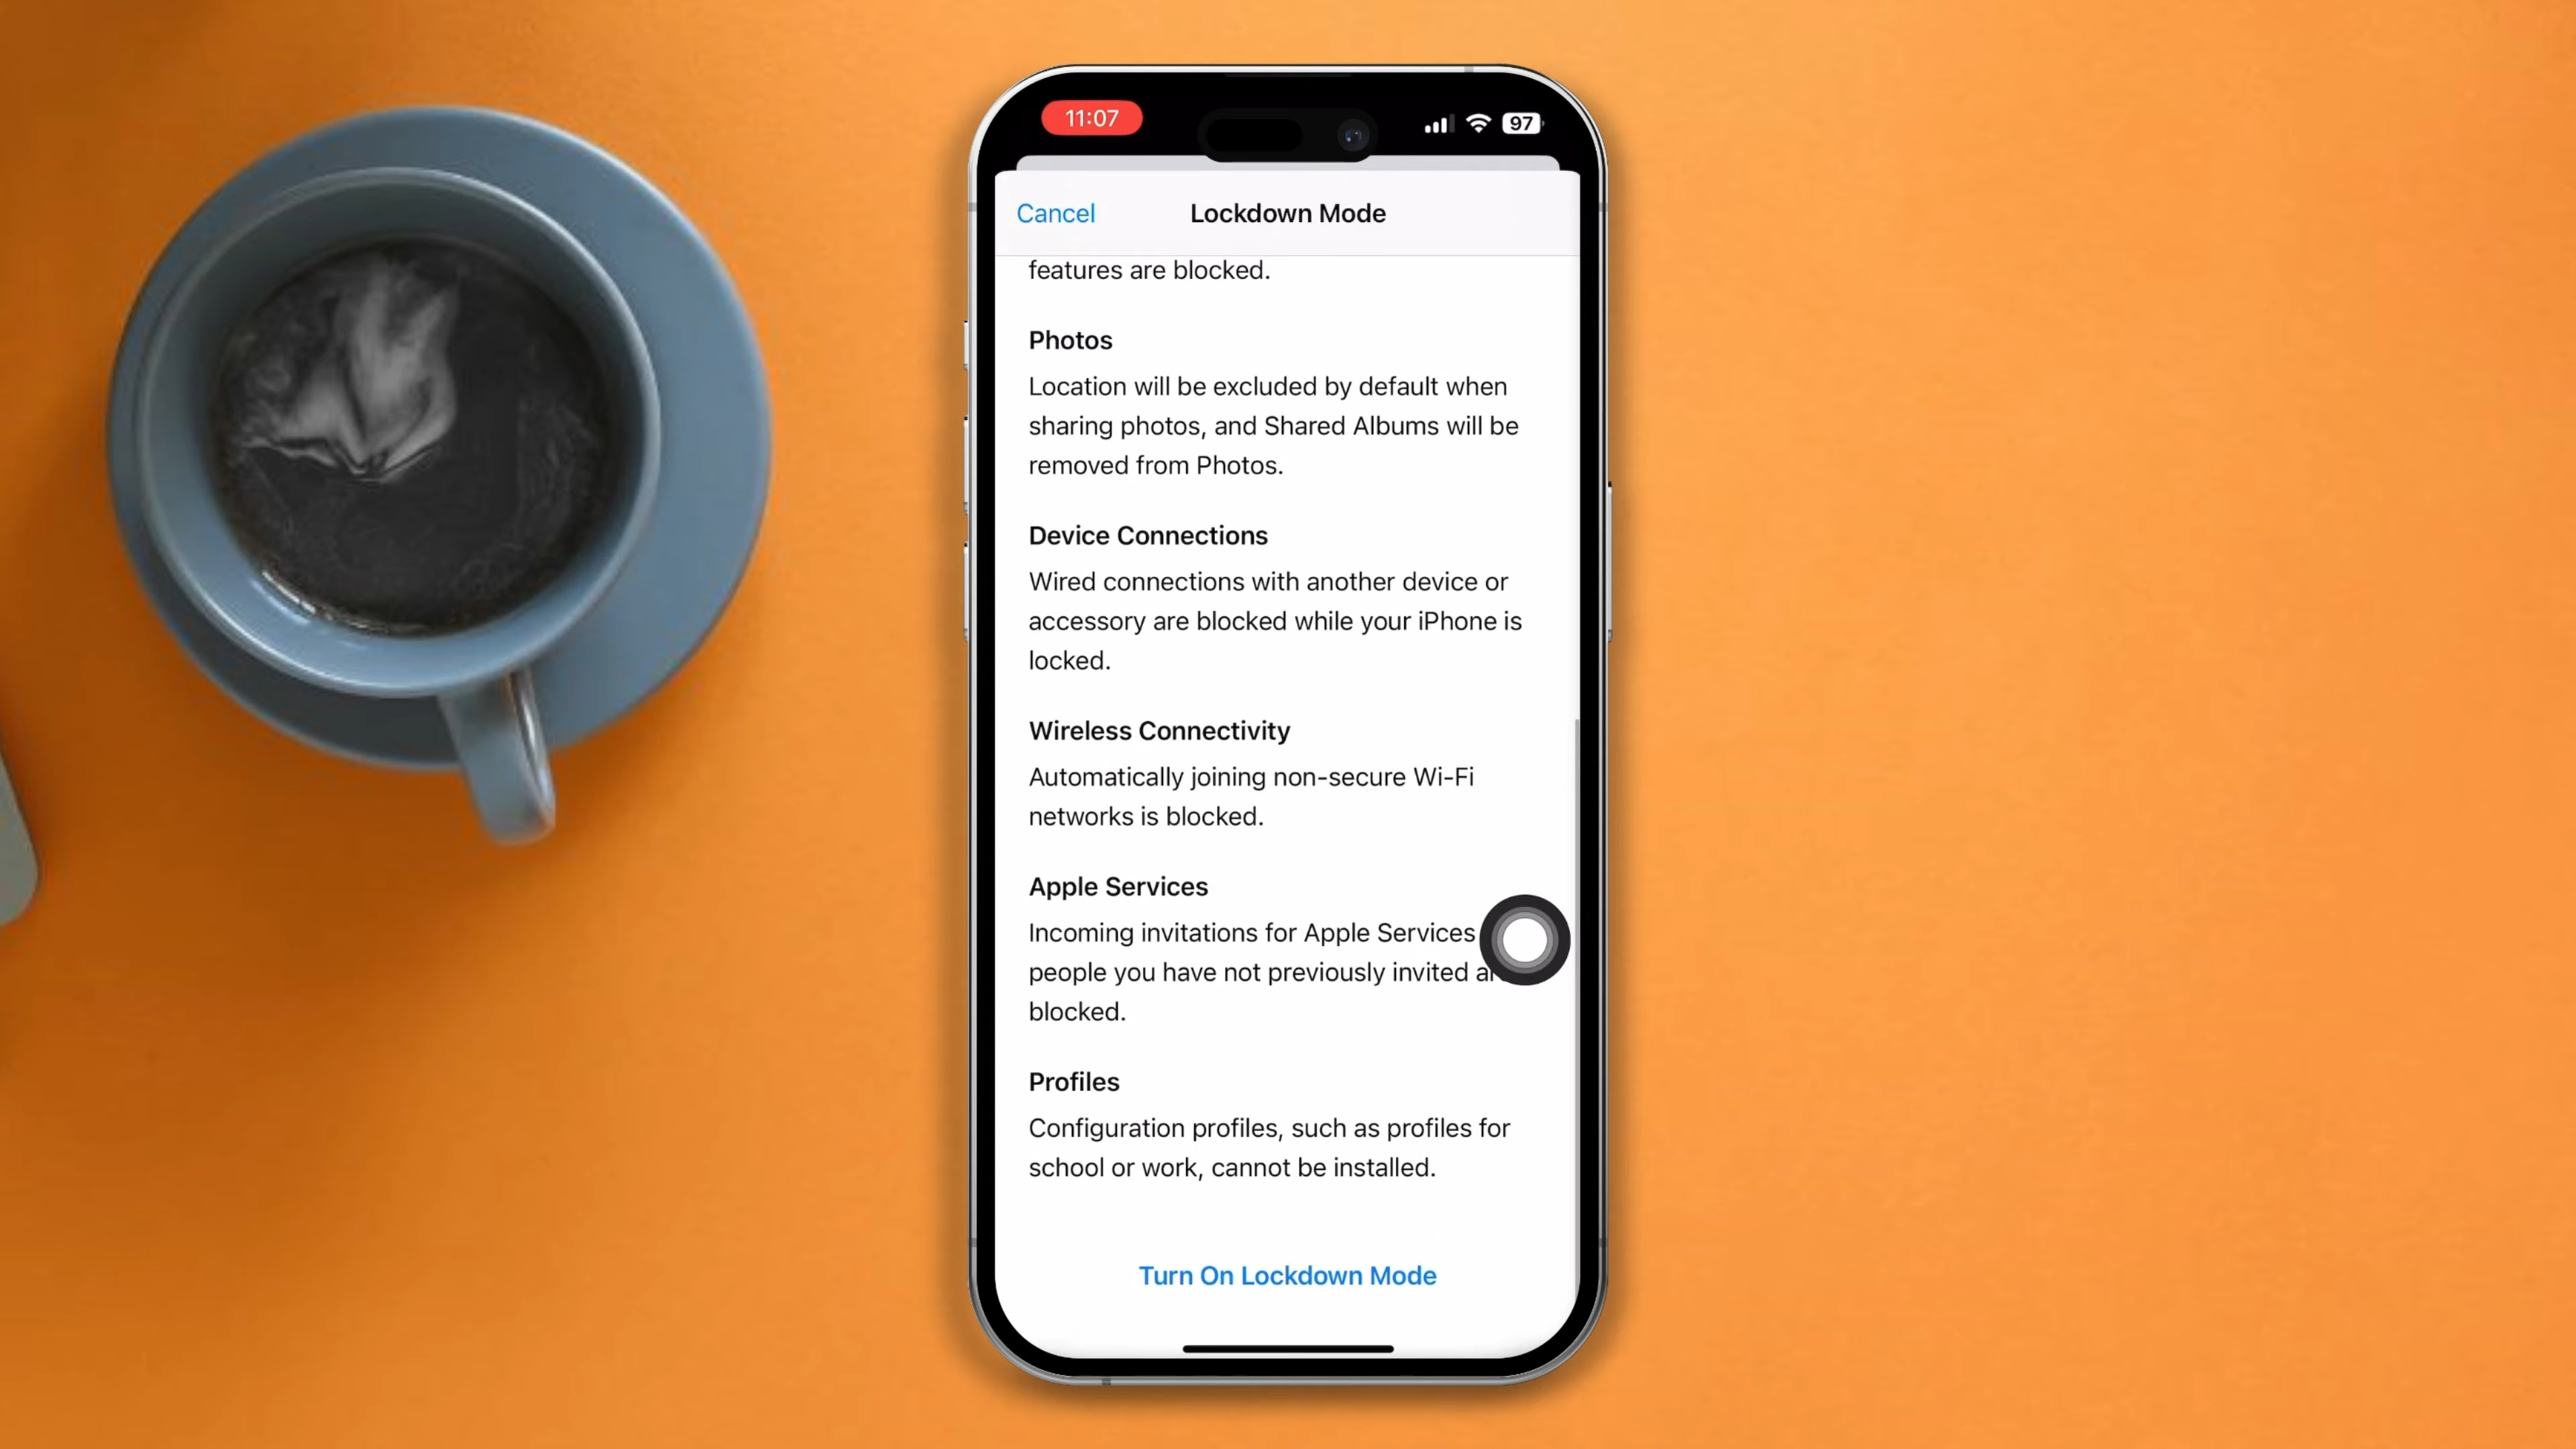 11:07
97
Cancel
Lockdown Mode
features are blocked.
Photos
Location will be excluded by default when
sharing photos, and Shared Albums will be
removed from Photos.
Device Connections
Wired connections with another device or
accessory are blocked while your iPhone is
locked.
Wireless Connectivity
Automatically joining non-secure Wi-Fi
networks is blocked.
Apple Services
Incoming invitations for Apple Services
people you have not previously invited
blocked.
Profiles
Configuration profiles, such as profiles for
school or work, cannot be installed.
Turn On Lockdown Mode